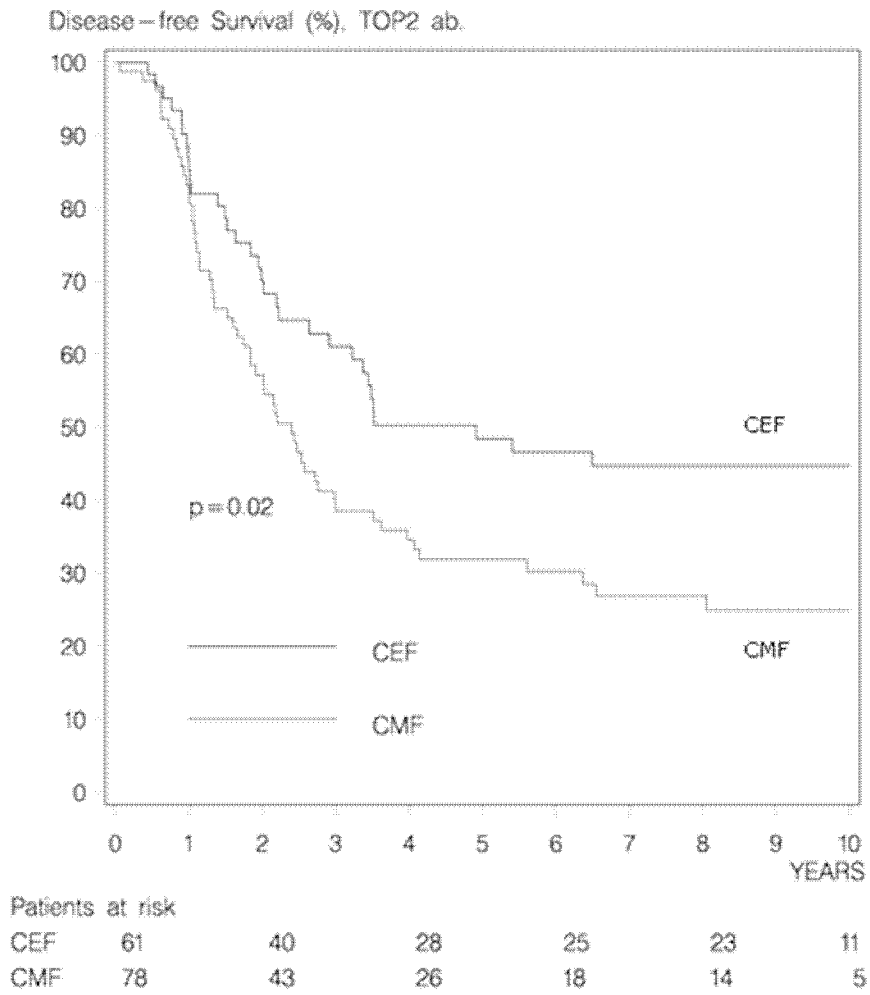 Disease-free Survival (%), TOP2 ab.
100
90
80
70
60
50
40
30
20
10
0
CEF
p=0.02
CEF
CMF
CMF
0 1 2 3 4 5 6 7 8 9 10
YEARS
Patients at risk
CEF 61 40 28 25 23 11
CMF 78 43 26 18 14 5